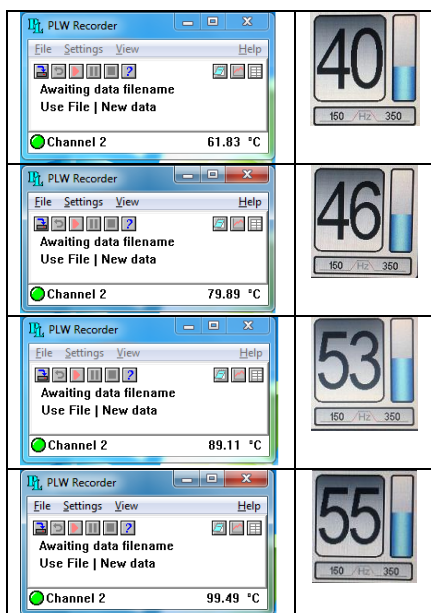 PLW Recorder
File Settings View Help
Awaiting data filename
Use File | New data
Channel 2 61.83 °C
40
150 Hz 350
PLW Recorder
File Settings View Help
Awaiting data filename
Use File | New data
Channel 2 79.89 °C
46
150 Hz 350
PLW Recorder
File Settings View Help
Awaiting data filename
Use File | New data
Channel 2 89.11 °C
53
150 Hz 350
PLW Recorder
File Settings View Help
Awaiting data filename
Use File | New data
Channel 2 99.49 °C
55
150 Hz 350